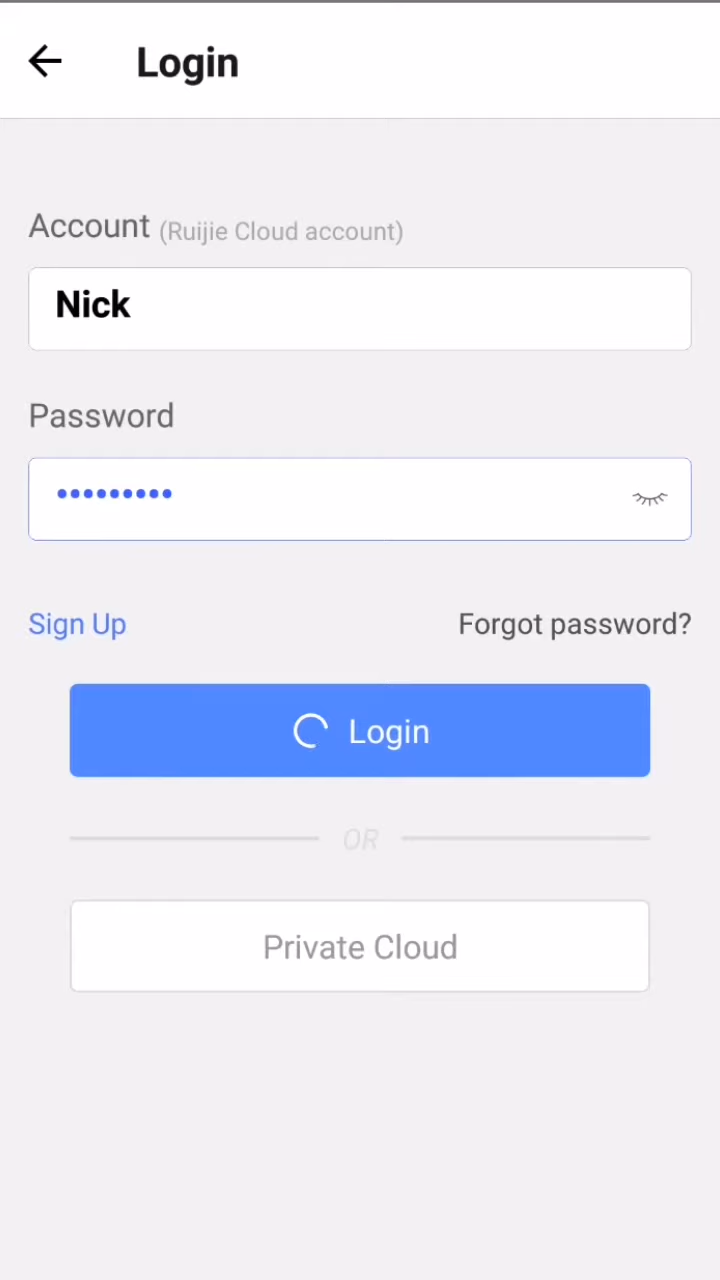 Login
Account (Ruijie Cloud account)
Nick
Password
•••••••••
Sign Up Forgot password?
Login
OR
Private Cloud